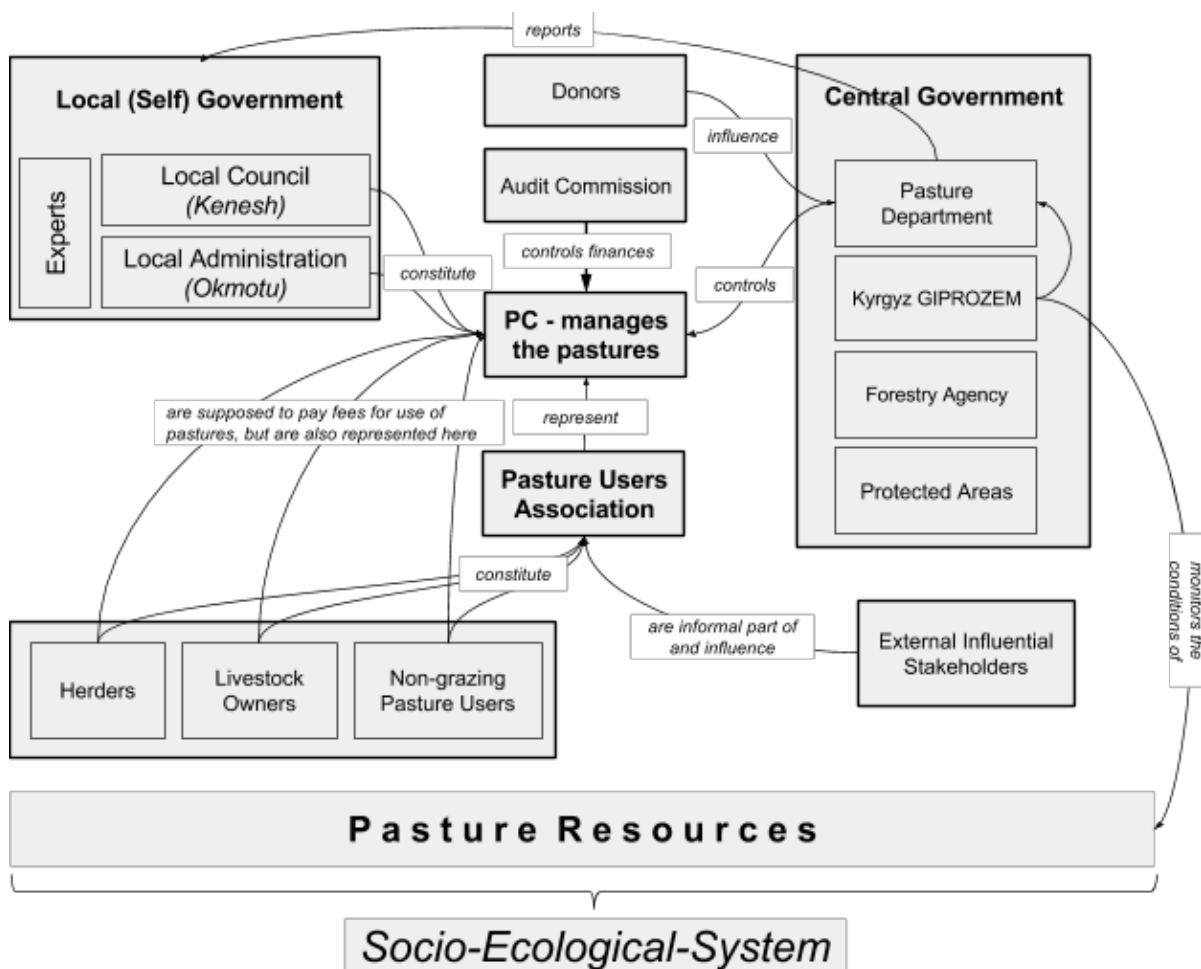 reports
Local (Self) Government
Experts
Local Council
(Kenesh)
Local Administration
(Okmotu)
Donors
influence
Audit Commission
controls finances
constitute
PC - manages
the pastures
controls
Central Government
Pasture
Department
Kyrgyz GIPROZEM
Forestry Agency
Protected Areas
are supposed to pay fees for use of
pastures, but are also represented here
represent
Pasture Users
Association
constitute
are informal part of
and influence
External Influential
Stakeholders
monitors the
conditions of
Herders
Livestock
Owners
Non-grazing
Pasture Users
Pasture Resources
Socio-Ecological-System